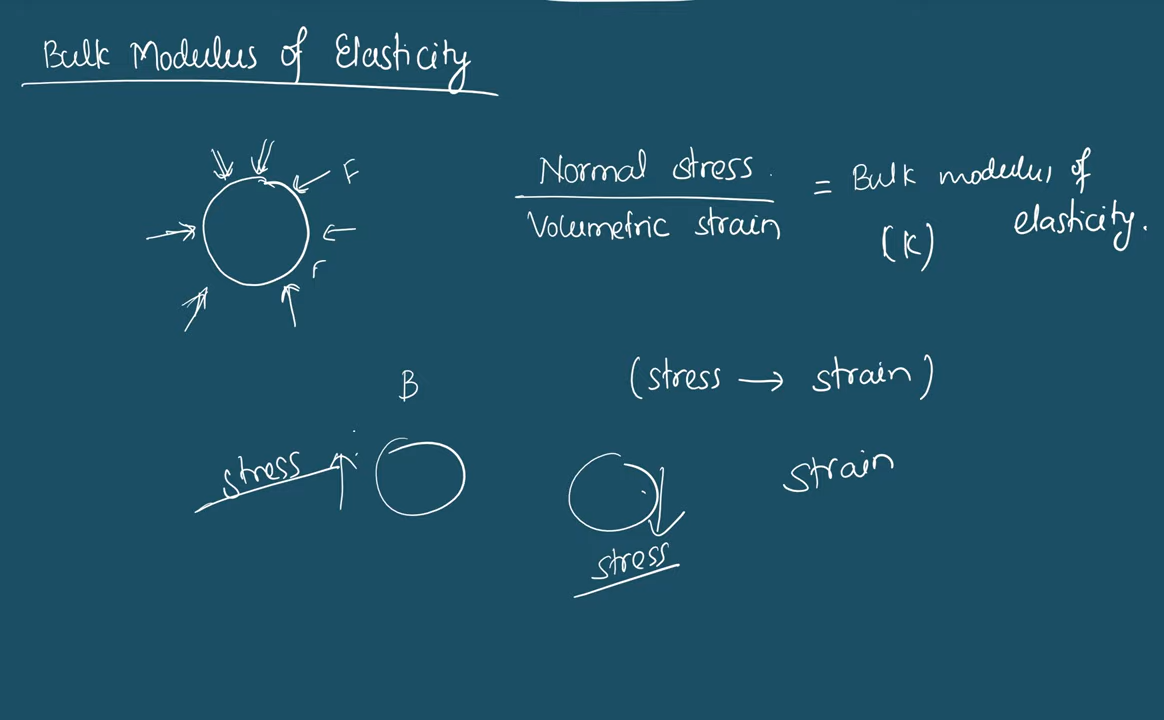 Bulk Modulus of Elasticity
F
Normal stress
Volumetric strain
= Bulk modulus of
elasticity.
(K)
F
B
(stress → strain)
stress
strain
stress